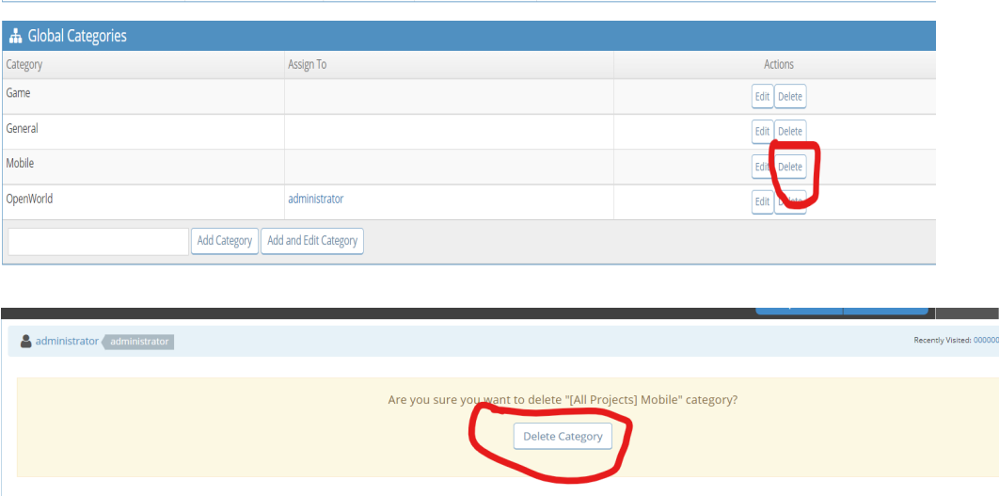 Global Categories
Category Assign To Actions
Game Edit Delete
General Edit Delete
Mobile Edit Delete
OpenWorld administrator Edit Delete
Add Category Add and Edit Category
administrator administrator Recently Visited: 000000
Are you sure you want to delete "[All Projects] Mobile" category?
Delete Category